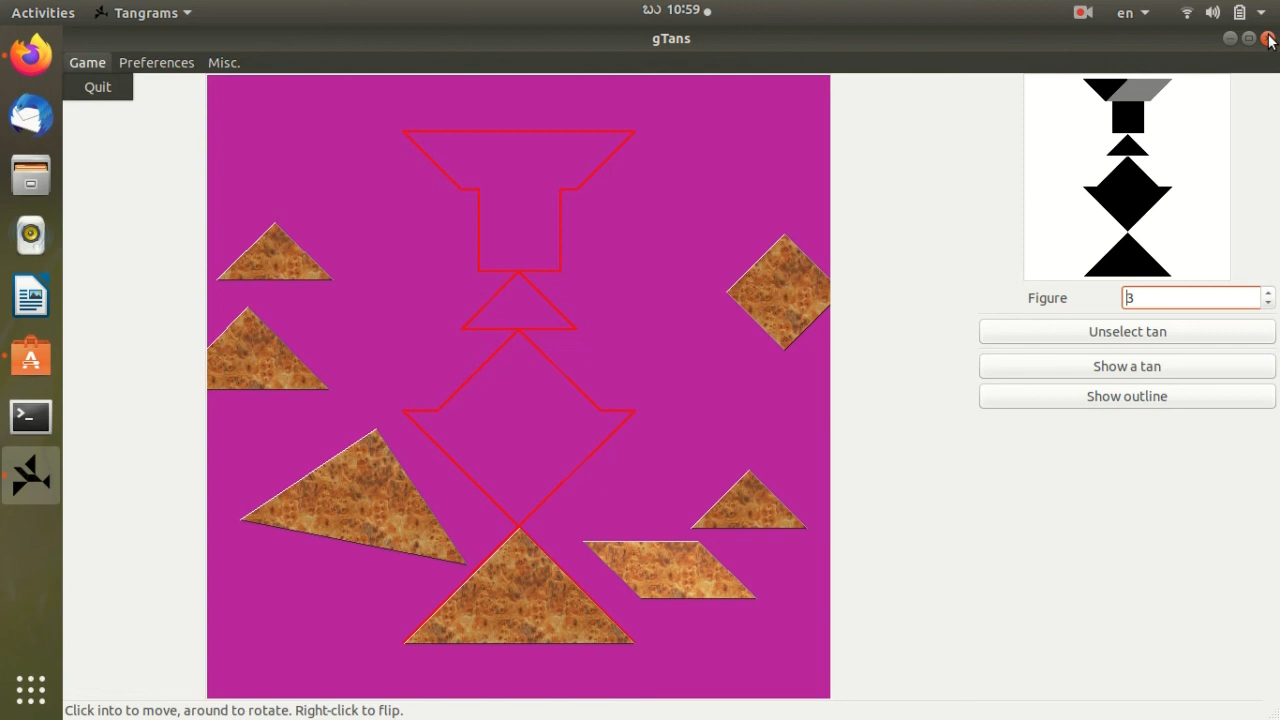 Activities Tangrams බං 10:59 en
gTans
Game Preferences Misc.
Quit
Figure 3
Unselect tan
Show a tan
Show outline
Click into to move, around to rotate. Right-click to flip.